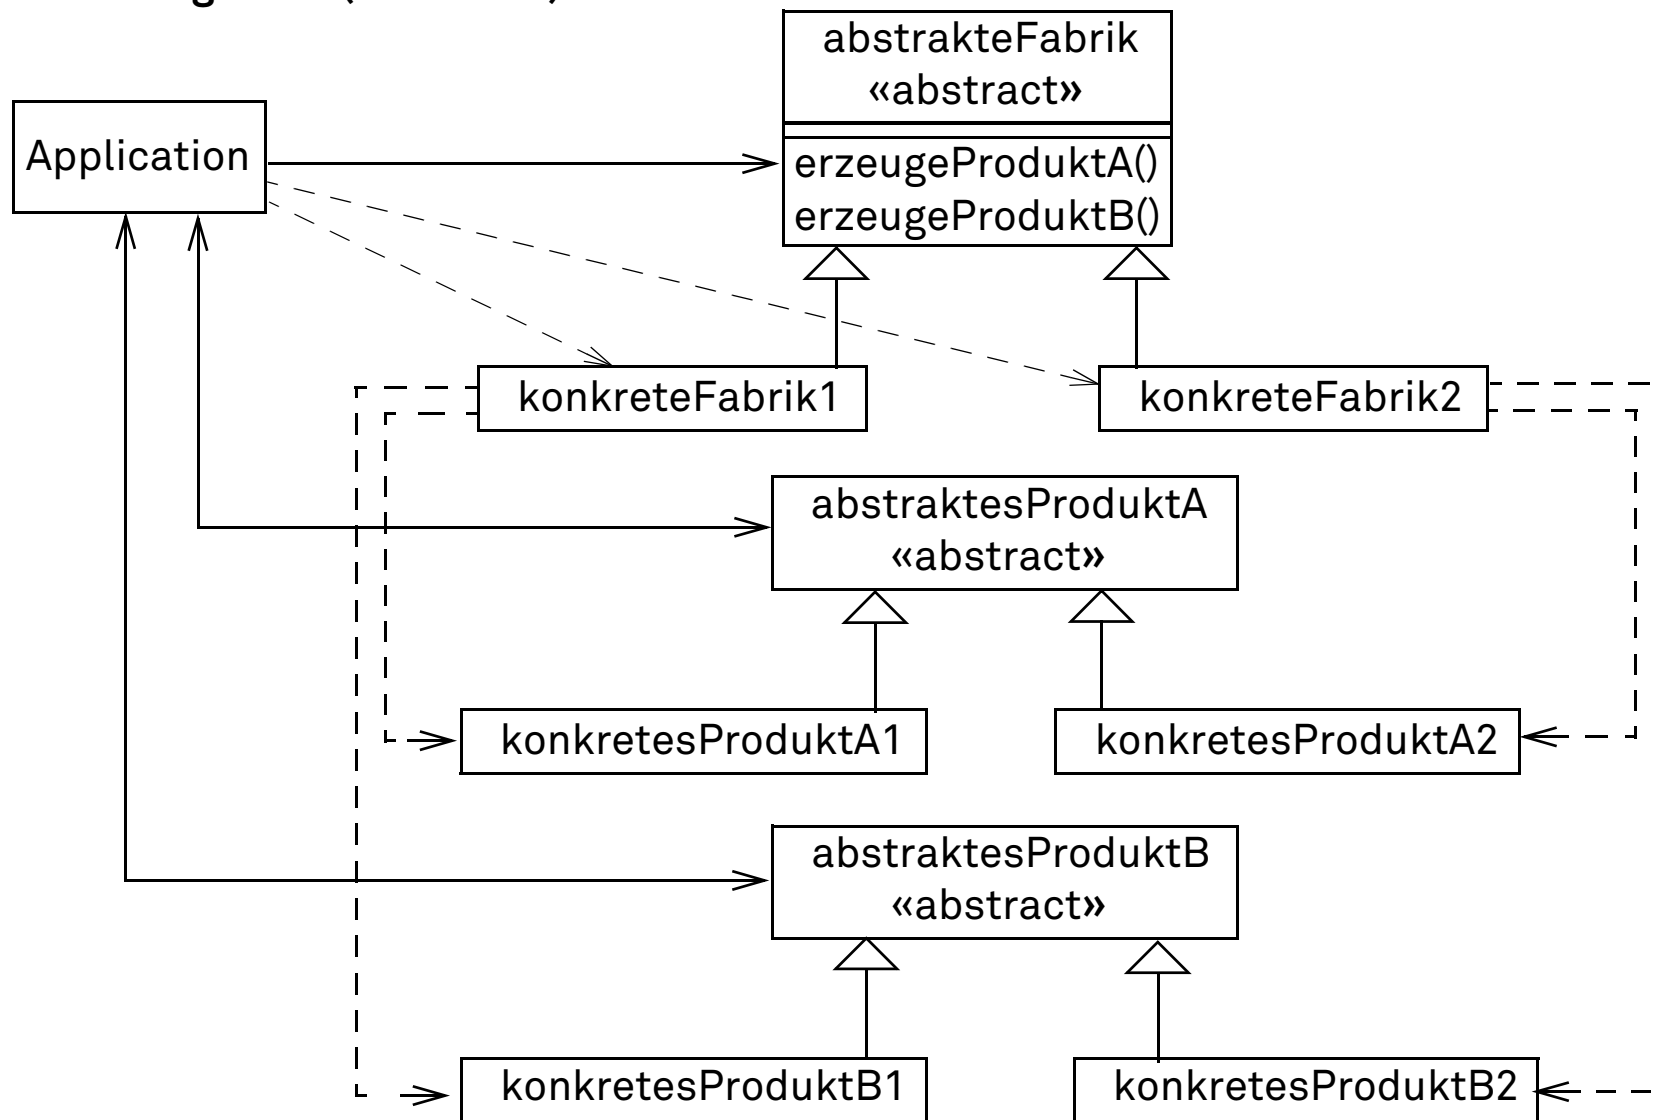 abstrakteFabrik
«abstract»
Application
erzeugeProduktA()
erzeugeProduktB()
konkreteFabrik1
konkreteFabrik2
abstraktesProduktA
«abstract»
konkretesProduktA1
konkretesProduktA2
abstraktesProduktB
«abstract»
konkretesProduktB1
konkretesProduktB2